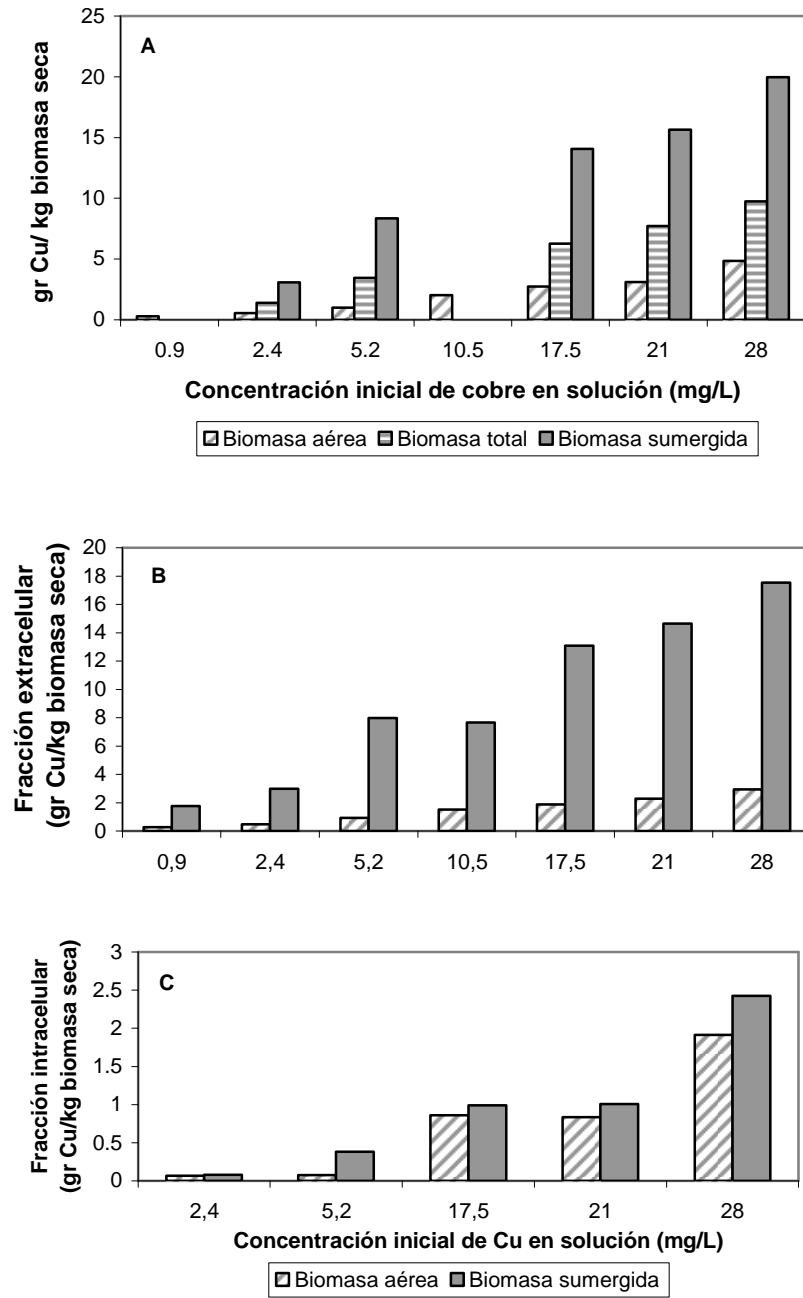 25
20
15
10
5
0
A
gr Cu/ kg biomasa seca
0.9 2.4 5.2 10.5 17.5 21 28
Concentración inicial de cobre en solución (mg/L)
Biomasa aérea Biomasa total Biomasa sumergida
20
18
16
14
12
10
8
6
4
2
0
B
Fracción extracelular
(gr Cu/kg biomasa seca)
0,9 2,4 5,2 10,5 17,5 21 28
3
2.5
2
1.5
1
0.5
0
C
Fracción intracelular
(gr Cu/kg biomasa seca)
2,4 5,2 17,5 21 28
Concentración inicial de Cu en solución (mg/L)
Biomasa aérea Biomasa sumergida